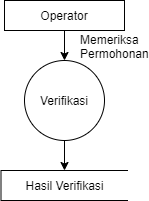 Operator
Memeriksa
Permohonan
Verifikasi
Hasil Verifikasi